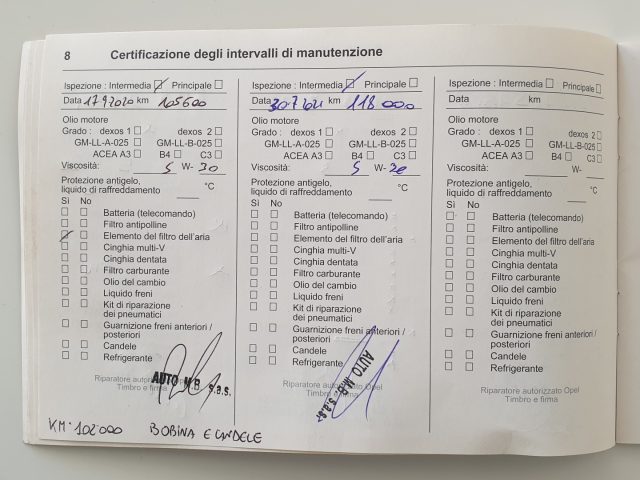 8 Certificazione degli intervalli di manutenzione
Ispezione : Intermedia Principale
Data 17.9.2020 km 105600
Olio motore
Grado : dexos 1 dexos 2
GM-LL-A-025 GM-LL-B-025
ACEA A3 B4 C3
Viscosità: 5 W- 30
Protezione antigelo,
liquido di raffreddamento °C
Sì No
Batteria (telecomando)
Filtro antipolline
Elemento del filtro dell'aria
Cinghia multi-V
Cinghia dentata
Filtro carburante
Olio del cambio
Liquido freni
Kit di riparazione
dei pneumatici
Guarnizione freni anteriori /
posteriori
Candele
Refrigerante
Riparatore autorizzato Opel
Timbro e firma
AUTO M.B. S.B.S.
Ispezione : Intermedia Principale
Data km 118000
Olio motore
Grado : dexos 1 dexos 2
GM-LL-A-025 GM-LL-B-025
ACEA A3 B4 C3
Viscosità: 5 W-
Protezione antigelo,
liquido di raffreddamento °C
Sì No
Batteria (telecomando)
Filtro antipolline
Elemento del filtro dell'aria
Cinghia multi-V
Cinghia dentata
Filtro carburante
Olio del cambio
Liquido freni
Kit di riparazione
dei pneumatici
Guarnizione freni anteriori /
posteriori
Candele
Refrigerante
Riparatore autorizzato Opel
Timbro e firma
AUTO M.B. S.B.S.
Ispezione : Intermedia Principale
Data km
Olio motore
Grado : dexos 1 dexos 2
GM-LL-A-025 GM-LL-B-025
ACEA A3 B4 C3
Viscosità: W-
Protezione antigelo,
liquido di raffreddamento °C
Sì No
Batteria (telecomando)
Filtro antipolline
Elemento del filtro dell'aria
Cinghia multi-V
Cinghia dentata
Filtro carburante
Olio del cambio
Liquido freni
Kit di riparazione
dei pneumatici
Guarnizione freni anteriori /
posteriori
Candele
Refrigerante
Riparatore autorizzato Opel
Timbro e firma
KM: 102000 BOBINA E CANDELE